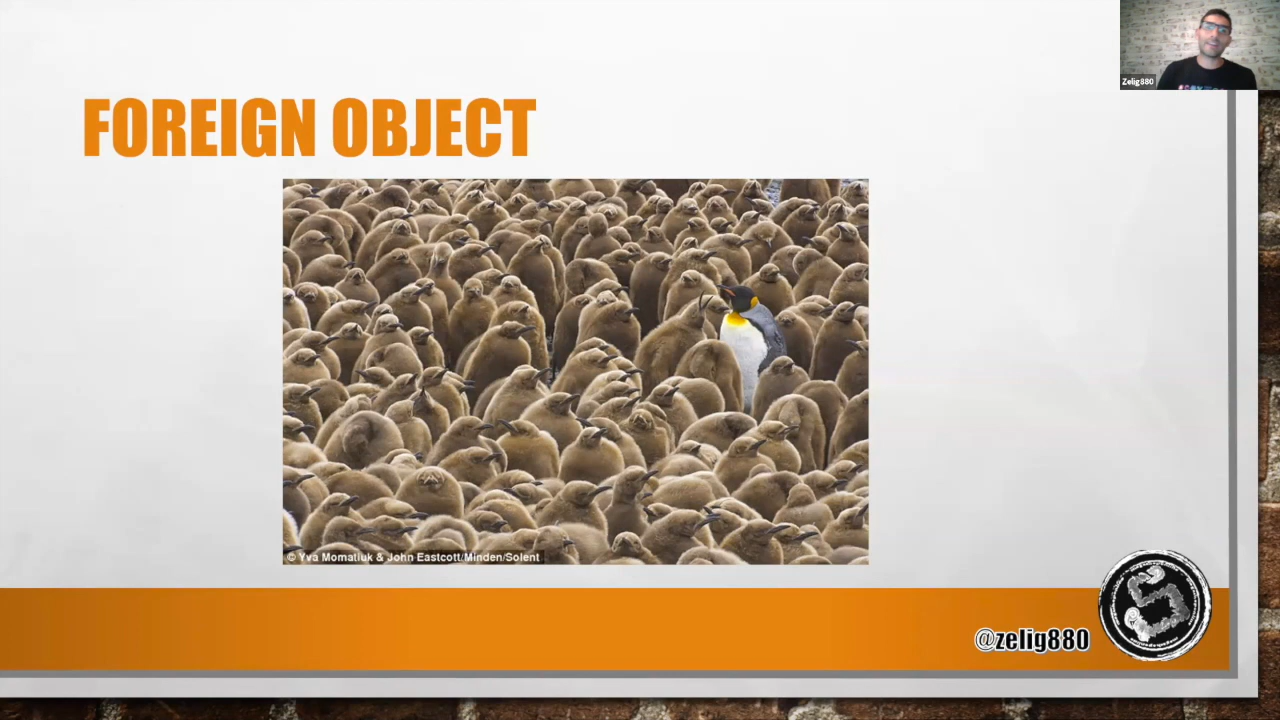 Zelig880
FOREIGN OBJECT
© Yva Momatiuk & John Eastcott/Minden/Solent
@zelig880